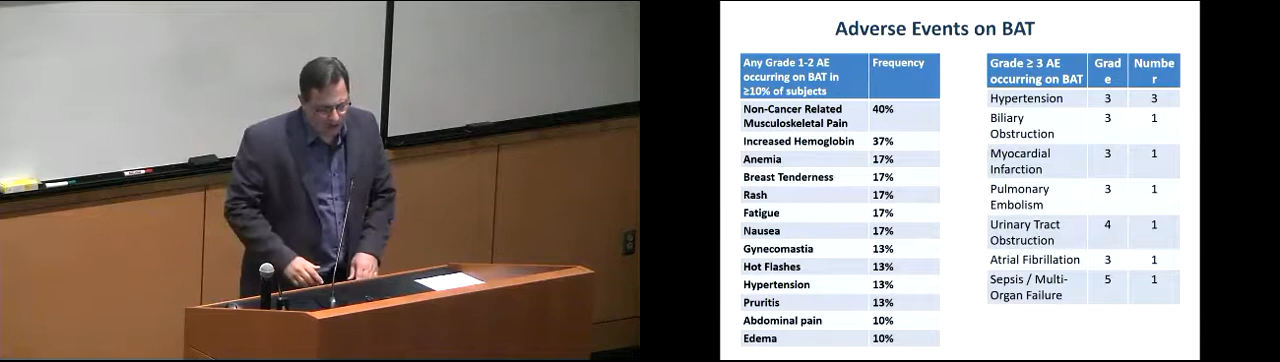 Adverse Events on BAT
Any Grade 1-2 AE
occurring on BAT in
≥10% of subjects
Frequency
Non-Cancer Related
Musculoskeletal Pain
40%
Increased Hemoglobin 37%
Anemia 17%
Breast Tenderness 17%
Rash 17%
Fatigue 17%
Nausea 17%
Gynecomastia 13%
Hot Flashes 13%
Hypertension 13%
Pruritis 13%
Abdominal pain 10%
Edema 10%
Grade ≥ 3 AE
occurring on BAT
Grad
e
Numbe
r
Hypertension 3 3
Biliary
Obstruction
3 1
Myocardial
Infarction
3 1
Pulmonary
Embolism
3 1
Urinary Tract
Obstruction
4 1
Atrial Fibrillation 3 1
Sepsis / Multi-
Organ Failure
5 1